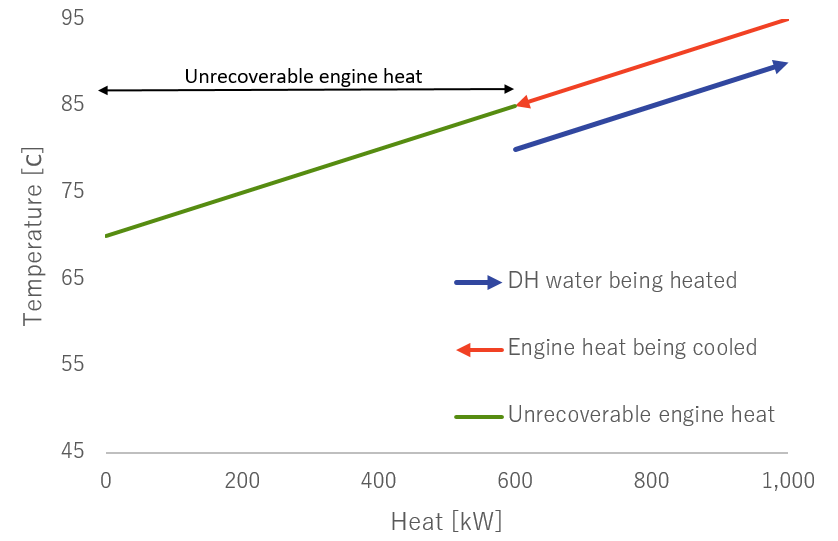 95
Unrecoverable engine heat
85
75
65
55
45
Temperature [C]
DH water being heated
Engine heat being cooled
Unrecoverable engine heat
0 200 400 600 800 1,000
Heat [kW]